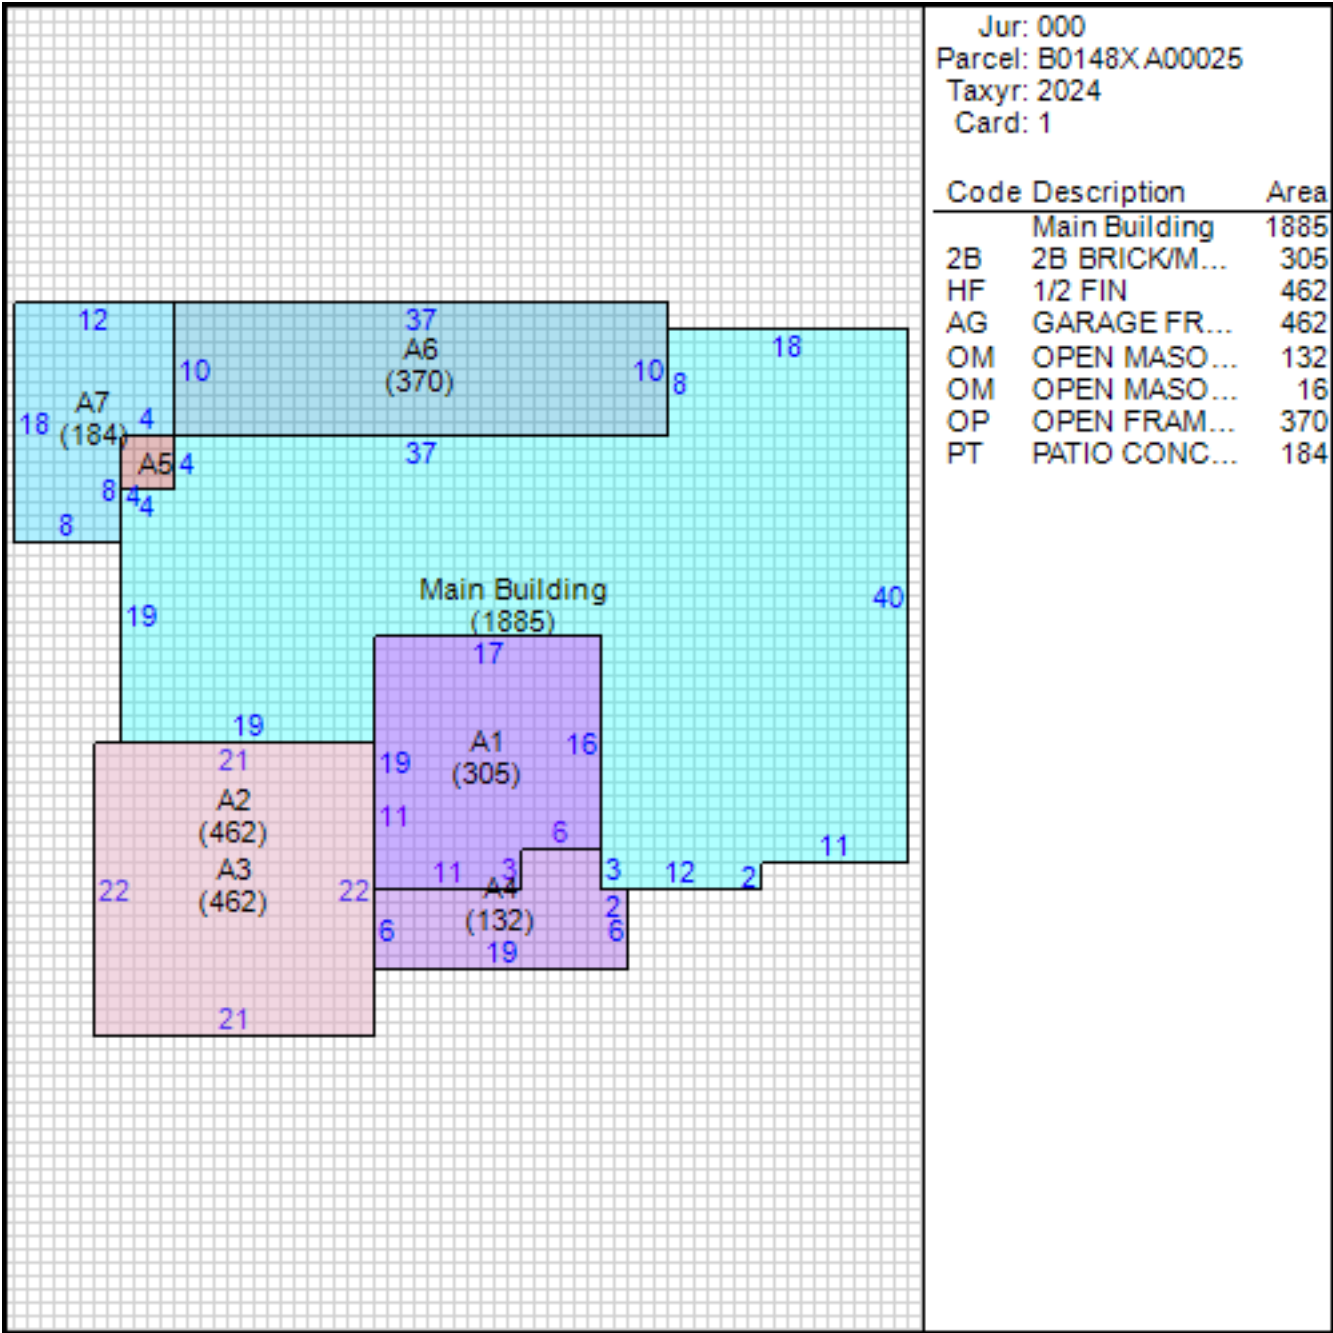 Jur: 000
Parcel: B0148XA00025
Taxyr: 2024
Card: 1
Code Description Area
Main Building 1885
2B 2B BRICK/M... 305
HF 1/2 FIN 462
AG GARAGE FR... 462
OM OPEN MASO... 132
OM OPEN MASO... 16
OP OPEN FRAM... 370
PT PATIO CONC... 184
12 37
18
A6
10 (370) 10 8
A7
18 (184) 4
37
A5 4
8 4
4
8
Main Building
(1885)
40
19
17
19
A1
(305)
16
21
19
A2
(462)
11
6
11
A3
(462)
11 3
3 12 2
22 22
A4
(132)
2
6 6
19
21